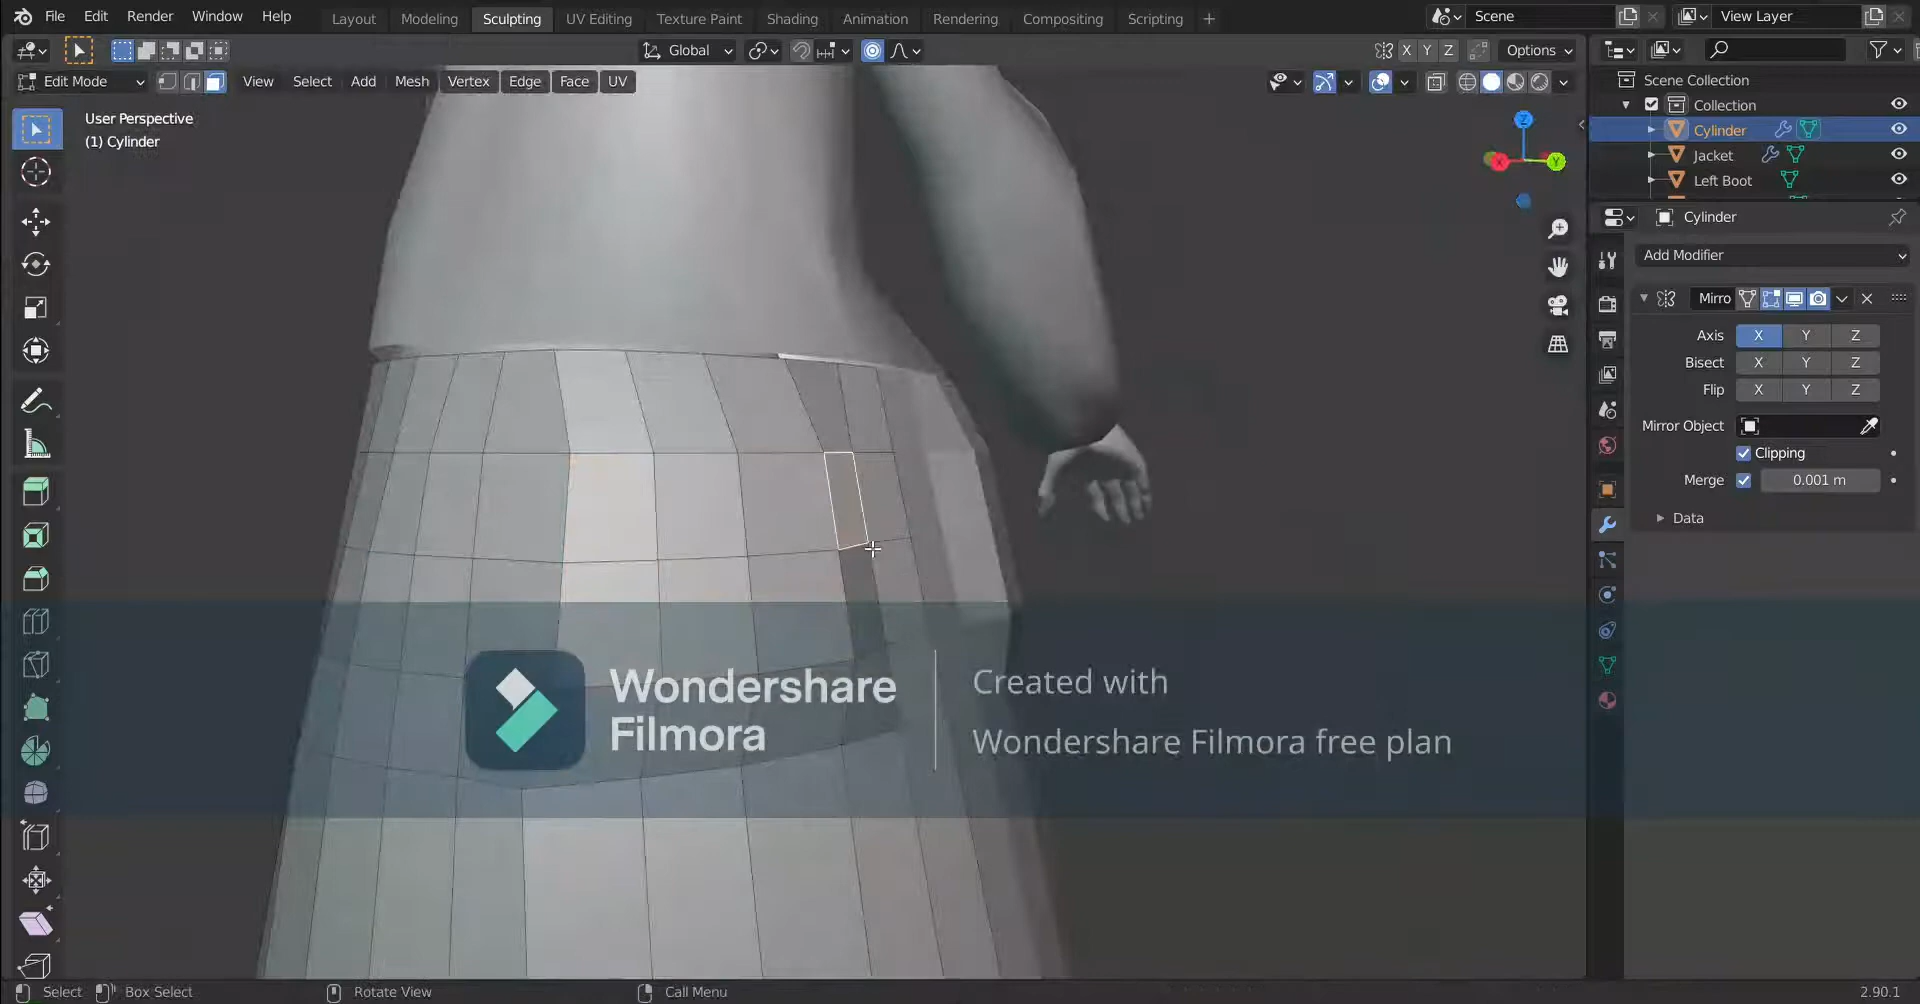 File Edit Render Window Help Layout Modeling Sculpting UV Editing Texture Paint Shading Animation Rendering Compositing Scripting + Scene View Layer
Global X Y Z Options
Edit Mode View Select Add Mesh Vertex Edge Face UV
Scene Collection
Collection
Cylinder
Jacket
Left Boot
User Perspective
(1) Cylinder
Z
X
Y
Cylinder
Add Modifier
Mirro
Axis X Y Z
Bisect X Y Z
Flip X Y Z
Mirror Object
Clipping
Merge 0.001 m
Data
Wondershare
Filmora
Created with
Wondershare Filmora free plan
Select Box Select Rotate View Call Menu 2.90.1